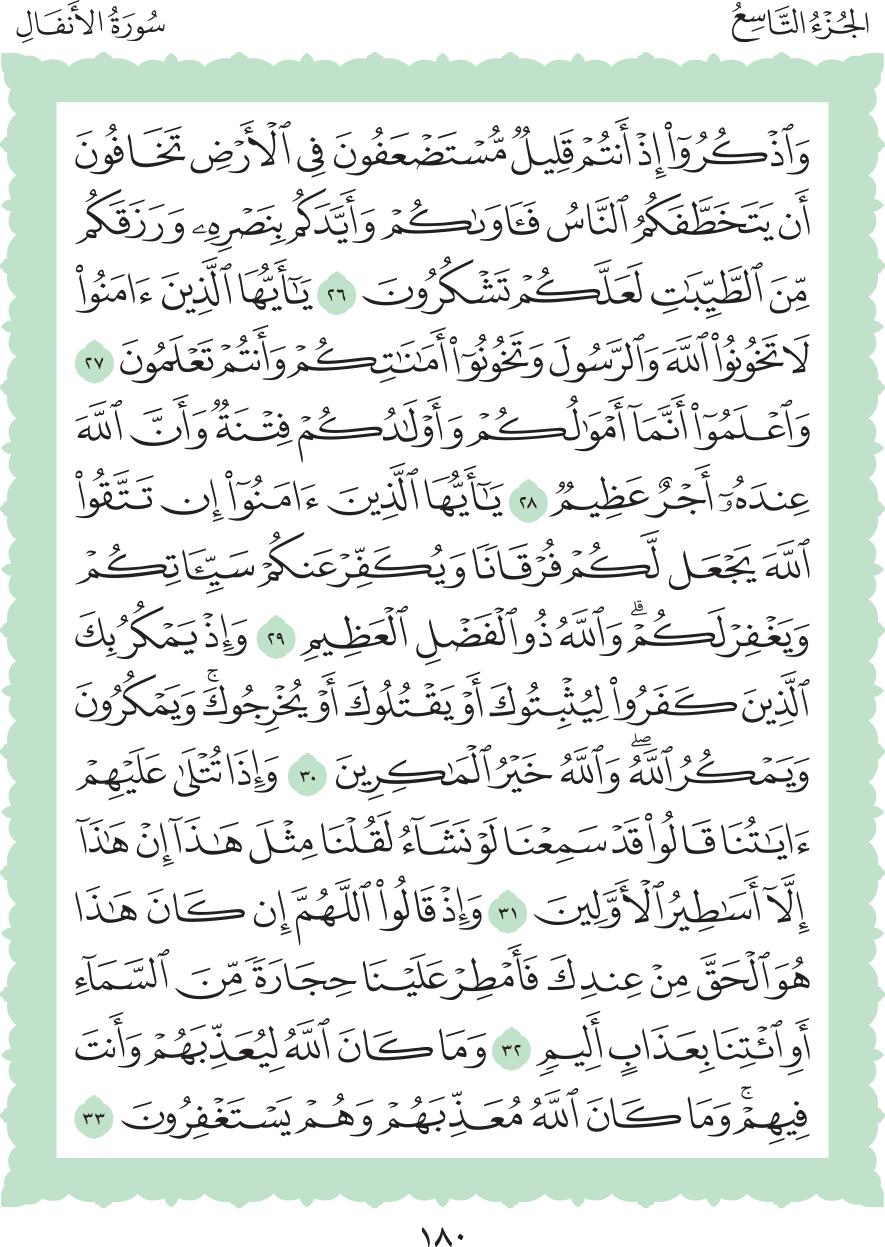 الجُزْءُ التَّاسِعُ
سُورَةُ الأَنفَالِ
وَٱذْكُرُوٓا۟ إِذْ أَنتُمْ قَلِيلٌ مُّسْتَضْعَفُونَ فِى ٱلْأَرْضِ تَخَافُونَ
أَن يَتَخَطَّفَكُمُ ٱلنَّاسُ فَـَٔاوَىٰكُمْ وَأَيَّدَكُم بِنَصْرِهِۦ وَرَزَقَكُم
مِّنَ ٱلطَّيِّبَـٰتِ لَعَلَّكُمْ تَشْكُرُونَ ٢٦ يَـٰٓأَيُّهَا ٱلَّذِينَ ءَامَنُوا۟
لَا تَخُونُوا۟ ٱللَّهَ وَٱلرَّسُولَ وَتَخُونُوٓا۟ أَمَـٰنَـٰتِكُمْ وَأَنتُمْ تَعْلَمُونَ ٢٧
وَٱعْلَمُوٓا۟ أَنَّمَآ أَمْوَٰلُكُمْ وَأَوْلَـٰدُكُمْ فِتْنَةٌ وَأَنَّ ٱللَّهَ
عِندَهُۥٓ أَجْرٌ عَظِيمٌ ٢٨ يَـٰٓأَيُّهَا ٱلَّذِينَ ءَامَنُوٓا۟ إِن تَتَّقُوا۟
ٱللَّهَ يَجْعَل لَّكُمْ فُرْقَانًا وَيُكَفِّرْ عَنكُمْ سَيِّـَٔاتِكُمْ
وَيَغْفِرْ لَكُمْ ۗ وَٱللَّهُ ذُو ٱلْفَضْلِ ٱلْعَظِيمِ ٢٩ وَإِذْ يَمْكُرُ بِكَ
ٱلَّذِينَ كَفَرُوا۟ لِيُثْبِتُوكَ أَوْ يَقْتُلُوكَ أَوْ يُخْرِجُوكَ ۚ وَيَمْكُرُونَ
وَيَمْكُرُ ٱللَّهُ ۖ وَٱللَّهُ خَيْرُ ٱلْمَـٰكِرِينَ ٣٠ وَإِذَا تُتْلَىٰ عَلَيْهِمْ
ءَايَـٰتُنَا قَالُوا۟ قَدْ سَمِعْنَا لَوْ نَشَآءُ لَقُلْنَا مِثْلَ هَـٰذَآ إِنْ هَـٰذَآ
إِلَّآ أَسَـٰطِيرُ ٱلْأَوَّلِينَ ٣١ وَإِذْ قَالُوا۟ ٱللَّهُمَّ إِن كَانَ هَـٰذَا
هُوَ ٱلْحَقَّ مِنْ عِندِكَ فَأَمْطِرْ عَلَيْنَا حِجَارَةً مِّنَ ٱلسَّمَآءِ
أَوِ ٱئْتِنَا بِعَذَابٍ أَلِيمٍ ٣٢ وَمَا كَانَ ٱللَّهُ لِيُعَذِّبَهُمْ وَأَنتَ
فِيهِمْ ۚ وَمَا كَانَ ٱللَّهُ مُعَذِّبَهُمْ وَهُمْ يَسْتَغْفِرُونَ ٣٣
١٨٠